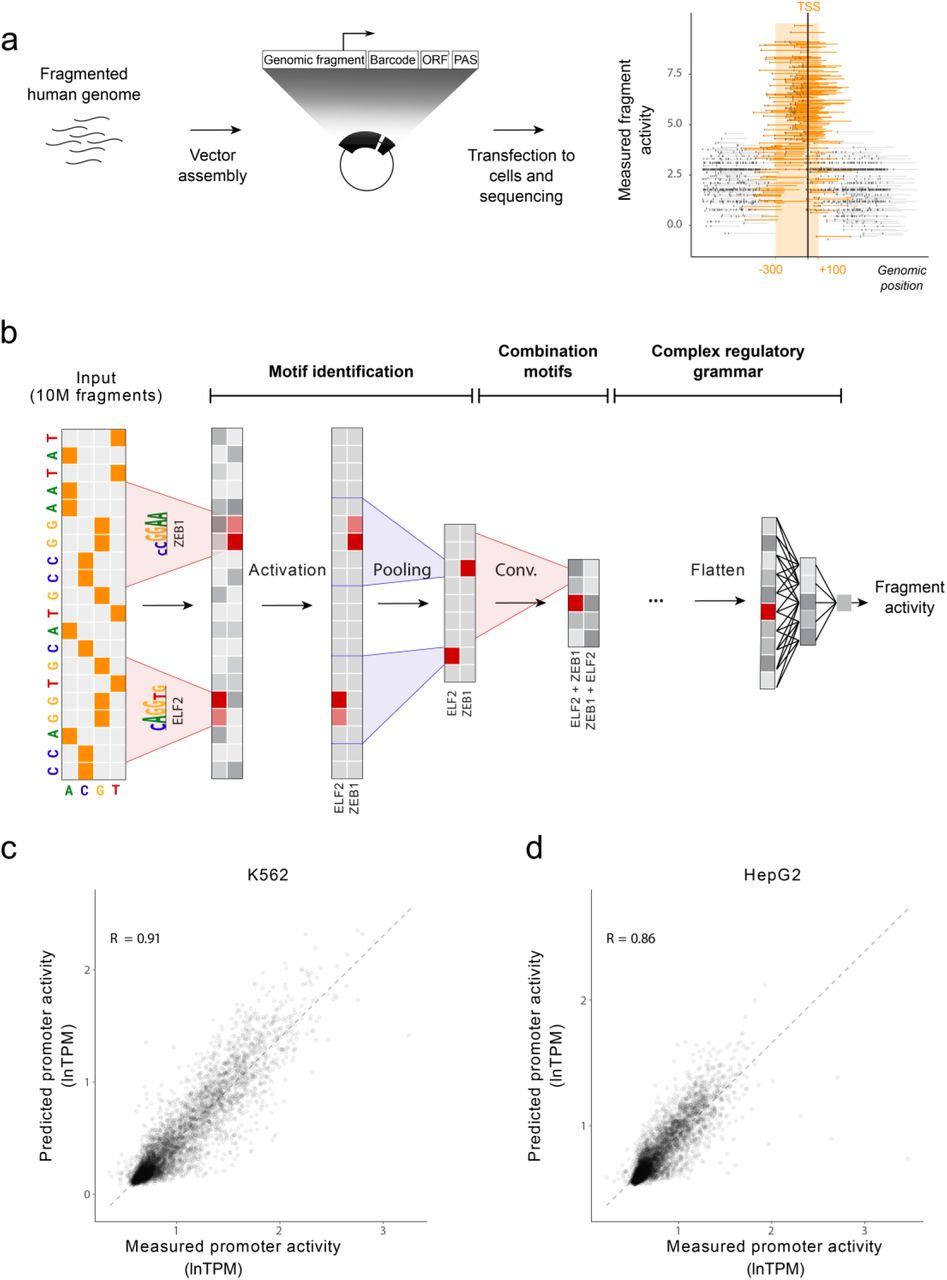 a
Fragmented
human genome
Vector
assembly
Genomic fragment
Barcode
ORF
PAS
Transfection to
cells and
sequencing
TSS
Measured fragment
activity
7.5
5.0
2.5
0.0
-300
+100
Genomic
position
b
Input
(10M fragments)
Motif identification
Combination
motifs
Complex regulatory
grammar
T
A
T
A
A
G
G
C
C
G
T
A
C
G
T
G
G
A
C
C
A C G T
cCGGAA
ZEB1
CAGGTG
ELF2
Activation
ELF2
ZEB1
Pooling
ELF2
ZEB1
Conv.
ELF2 + ZEB1
ZEB1 + ELF2
...
Flatten
Fragment
activity
c
K562
R = 0.91
Predicted promoter activity
(lnTPM)
2
1
0
1
2
3
Measured promoter activity
(lnTPM)
d
HepG2
R = 0.86
Predicted promoter activity
(lnTPM)
2
1
1
2
3
Measured promoter activity
(lnTPM)